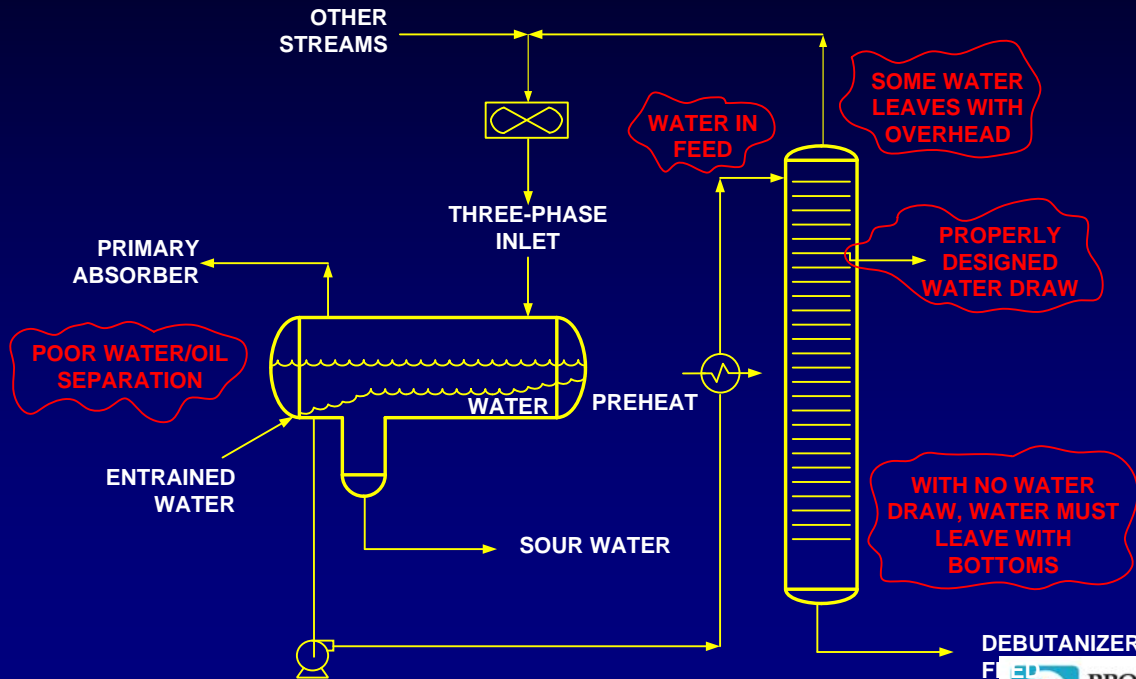 OTHER
STREAMS
SOME WATER
LEAVES WITH
OVERHEAD
WATER IN
FEED
THREE-PHASE
INLET
PRIMARY
ABSORBER
PROPERLY
DESIGNED
WATER DRAW
POOR WATER/OIL
SEPARATION
WATER
PREHEAT
ENTRAINED
WATER
WITH NO WATER
DRAW, WATER MUST
LEAVE WITH
BOTTOMS
SOUR WATER
DEBUTANIZER
FEED